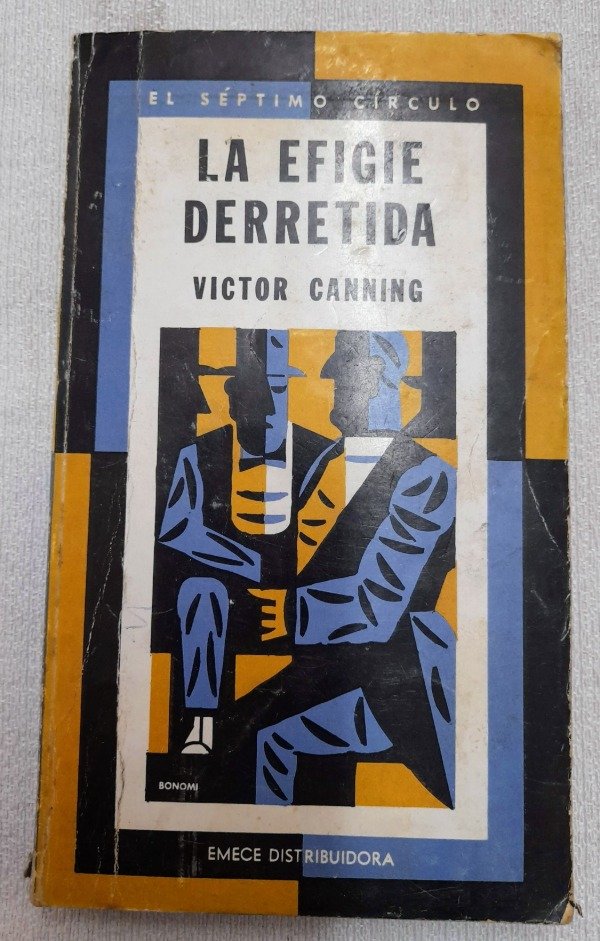 EL SÉPTIMO CÍRCULO
LA EFIGIE
DERRETIDA
VICTOR CANNING
BONOMI
EMECE DISTRIBUIDORA